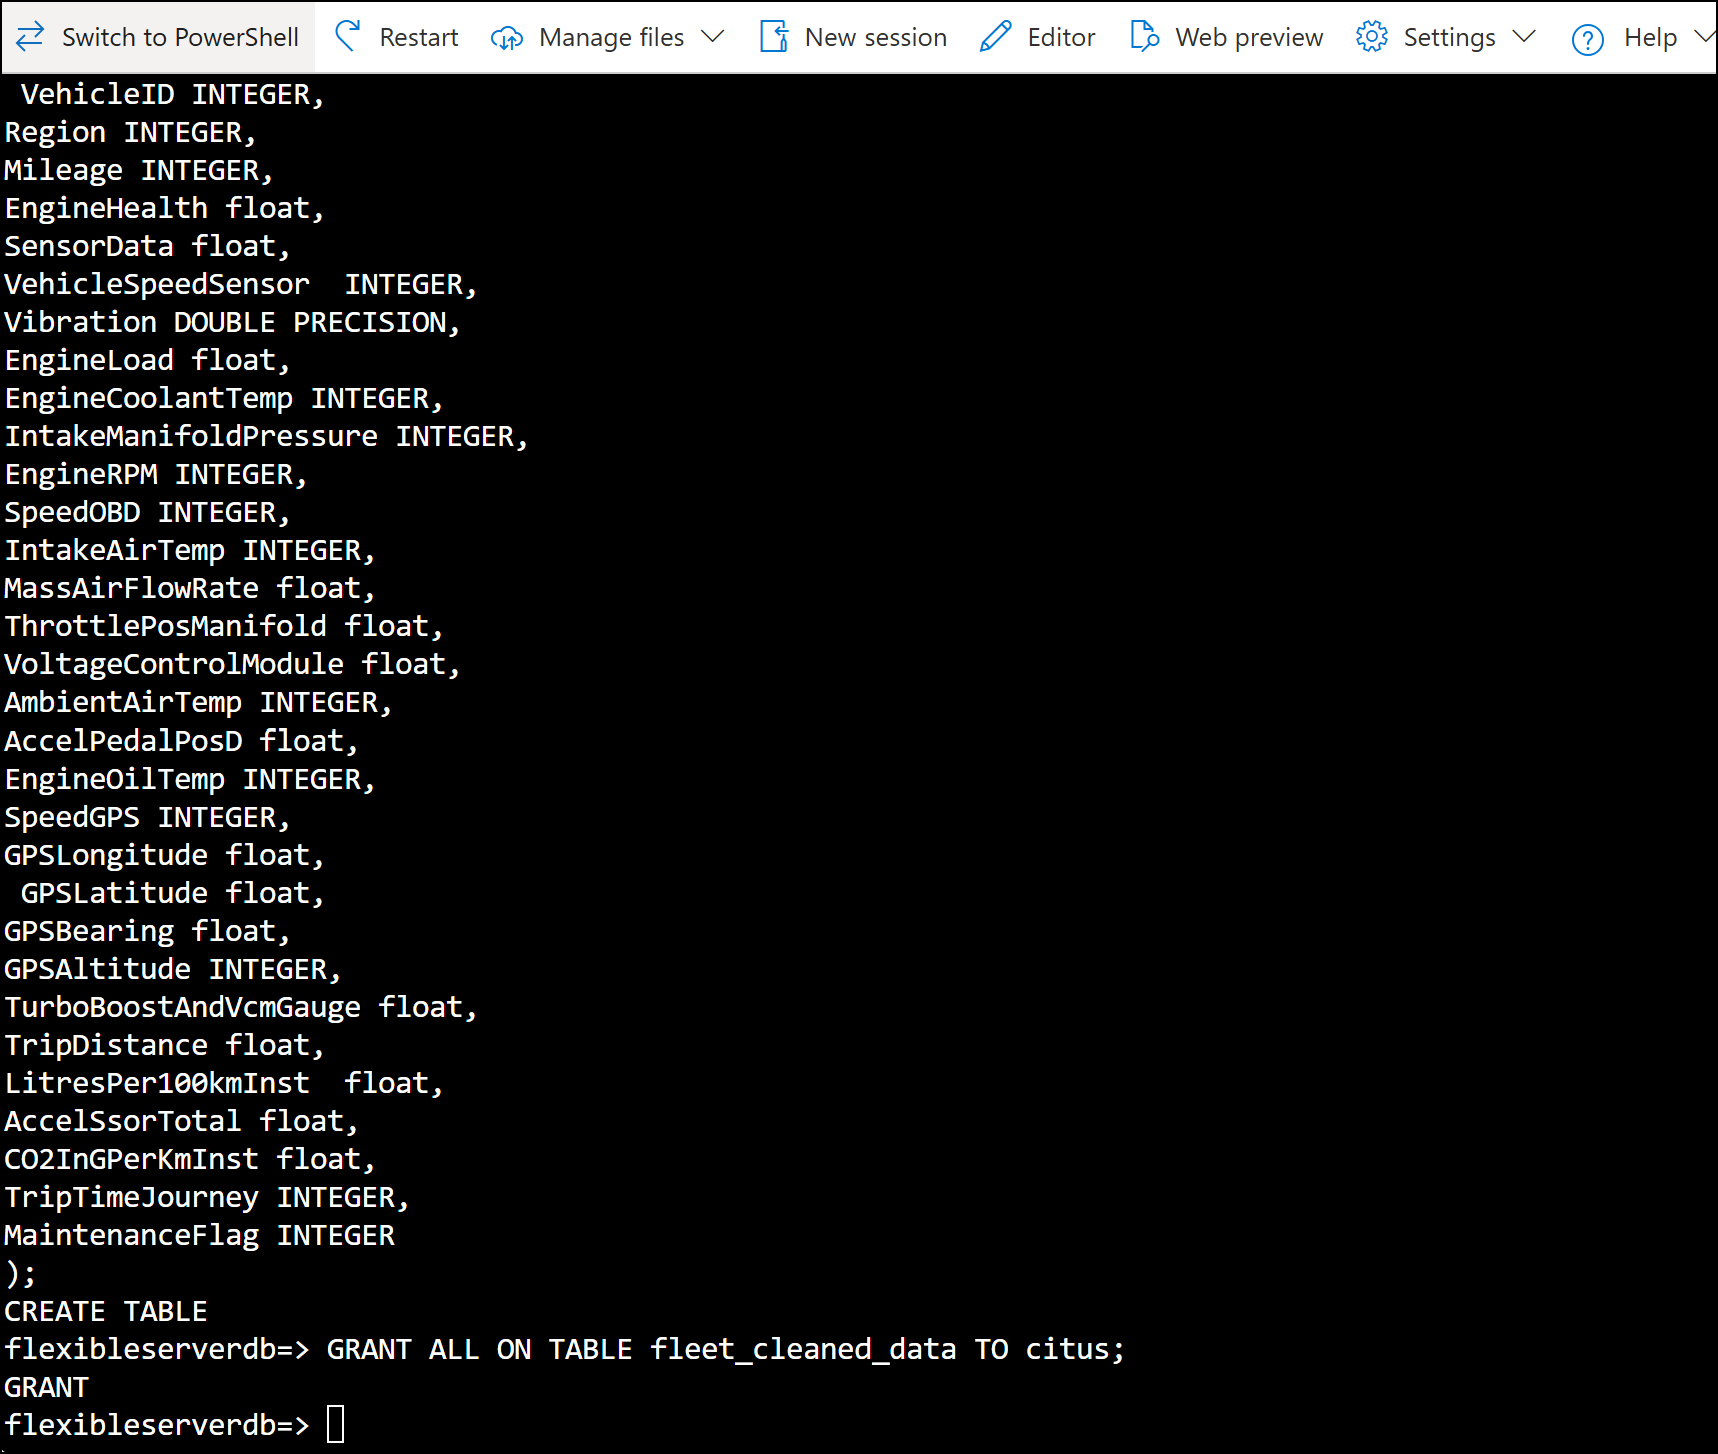 Switch to PowerShell Restart Manage files New session Editor Web preview Settings Help
VehicleID INTEGER,
Region INTEGER,
Mileage INTEGER,
EngineHealth float,
SensorData float,
VehicleSpeedSensor  INTEGER,
Vibration DOUBLE PRECISION,
EngineLoad float,
EngineCoolantTemp INTEGER,
IntakeManifoldPressure INTEGER,
EngineRPM INTEGER,
SpeedOBD INTEGER,
IntakeAirTemp INTEGER,
MassAirFlowRate float,
ThrottlePosManifold float,
VoltageControlModule float,
AmbientAirTemp INTEGER,
AccelPedalPosD float,
EngineOilTemp INTEGER,
SpeedGPS INTEGER,
GPSLongitude float,
GPSLatitude float,
GPSBearing float,
GPSAltitude INTEGER,
TurboBoostAndVcmGauge float,
TripDistance float,
LitresPer100kmInst  float,
AccelSsorTotal float,
CO2InGPerKmInst float,
TripTimeJourney INTEGER,
MaintenanceFlag INTEGER
);
CREATE TABLE
flexibleserverdb=> GRANT ALL ON TABLE fleet_cleaned_data TO citus;
GRANT
flexibleserverdb=>